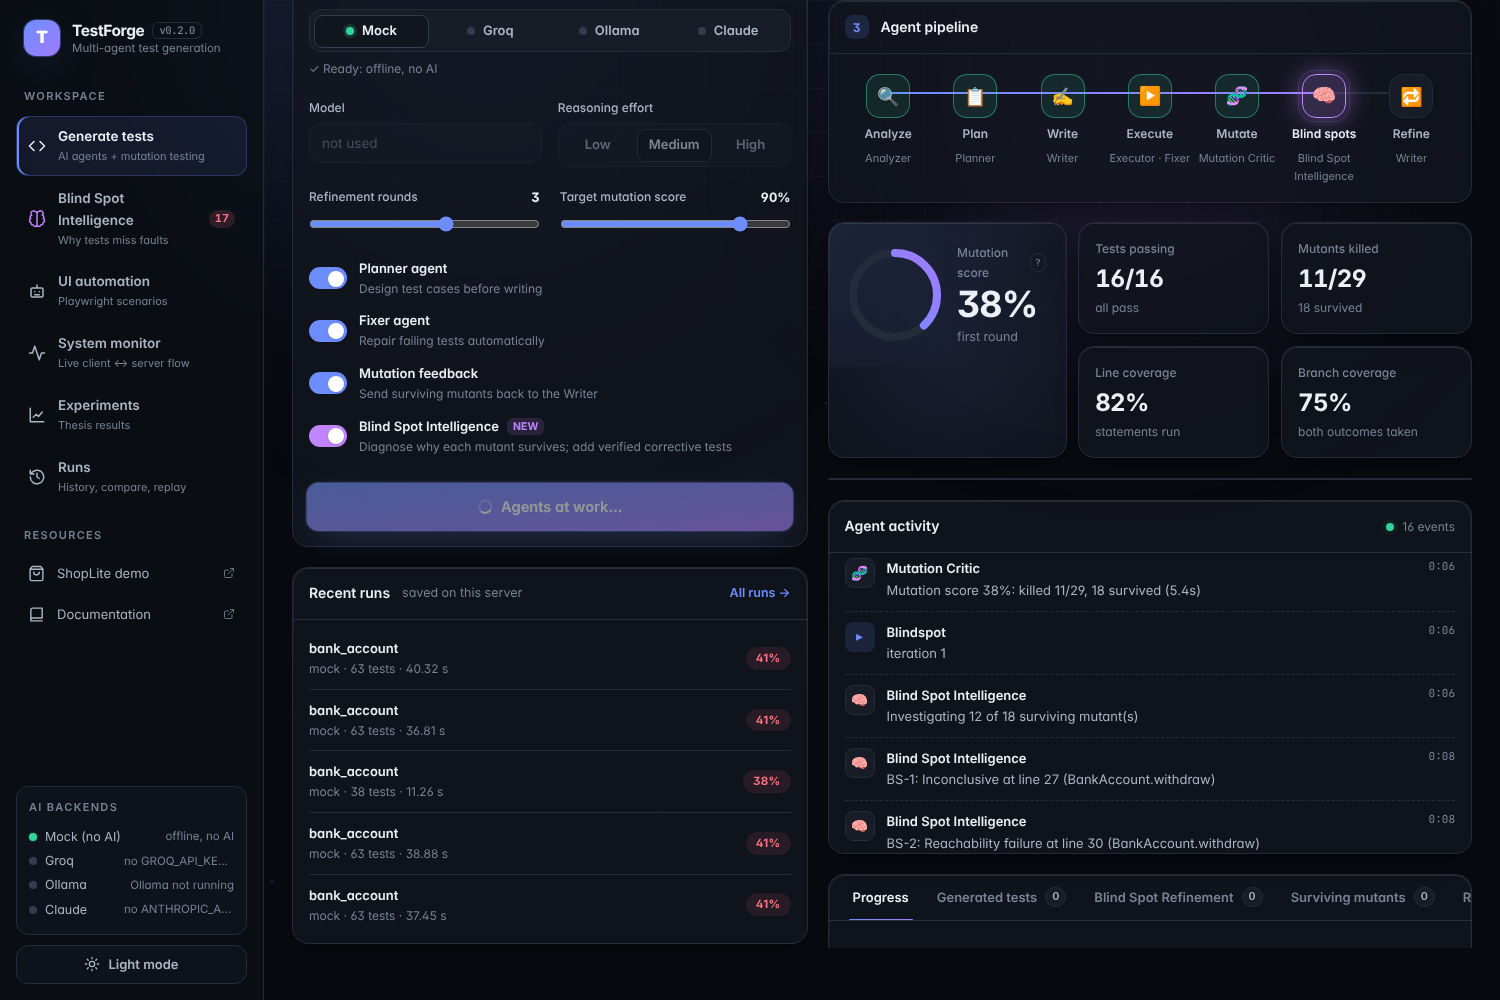 T
TestForge v0.2.0
Multi-agent test generation
WORKSPACE
Generate tests
AI agents + mutation testing
Blind Spot
Intelligence
17
Why tests miss faults
UI automation
Playwright scenarios
System monitor
Live client ↔ server flow
Experiments
Thesis results
Runs
History, compare, replay
RESOURCES
ShopLite demo
Documentation
AI BACKENDS
Mock (no AI) offline, no AI
Groq no GROQ_API_KE...
Ollama Ollama not running
Claude no ANTHROPIC_A...
Light mode
Mock Groq Ollama Claude
✓ Ready: offline, no AI
Model Reasoning effort
not used Low Medium High
Refinement rounds 3 Target mutation score 90%
Planner agent
Design test cases before writing
Fixer agent
Repair failing tests automatically
Mutation feedback
Send surviving mutants back to the Writer
Blind Spot Intelligence NEW
Diagnose why each mutant survives; add verified corrective tests
Agents at work...
Recent runs saved on this server All runs →
bank_account
mock · 63 tests · 40.32 s
41%
bank_account
mock · 63 tests · 36.81 s
41%
bank_account
mock · 38 tests · 11.26 s
38%
bank_account
mock · 63 tests · 38.88 s
41%
bank_account
mock · 63 tests · 37.45 s
41%
3 Agent pipeline
Analyze Plan Write Execute Mutate Blind spots Refine
Analyzer Planner Writer Executor · Fixer Mutation Critic Blind Spot Writer
Intelligence
Mutation
score
?
38%
first round
Tests passing
16/16
all pass
Mutants killed
11/29
18 survived
Line coverage
82%
statements run
Branch coverage
75%
both outcomes taken
Agent activity 16 events
Mutation Critic 0:06
Mutation score 38%: killed 11/29, 18 survived (5.4s)
Blindspot 0:06
iteration 1
Blind Spot Intelligence 0:06
Investigating 12 of 18 surviving mutant(s)
Blind Spot Intelligence 0:08
BS-1: Inconclusive at line 27 (BankAccount.withdraw)
Blind Spot Intelligence 0:08
BS-2: Reachability failure at line 30 (BankAccount.withdraw)
Progress Generated tests 0 Blind Spot Refinement 0 Surviving mutants 0